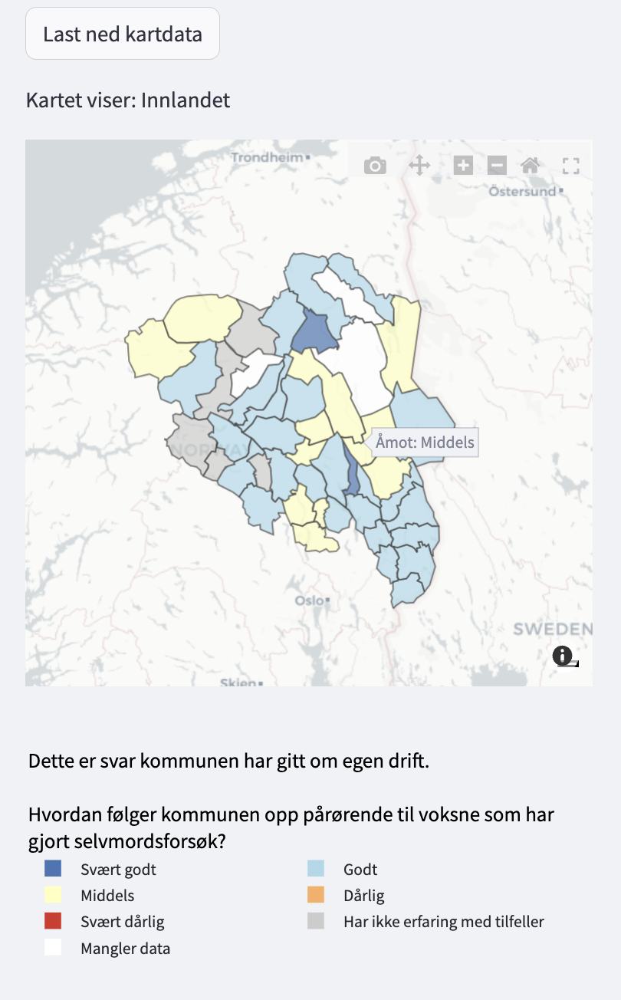 Last ned kartdata
Kartet viser: Innlandet
Trondheim
Östersund
NORWAY
Åmot: Middels
Oslo
SWEDEN
Skien
Dette er svar kommunen har gitt om egen drift.
Hvordan følger kommunen opp pårørende til voksne som har
gjort selvmordsforsøk?
Svært godt
Godt
Middels
Dårlig
Svært dårlig
Har ikke erfaring med tilfeller
Mangler data